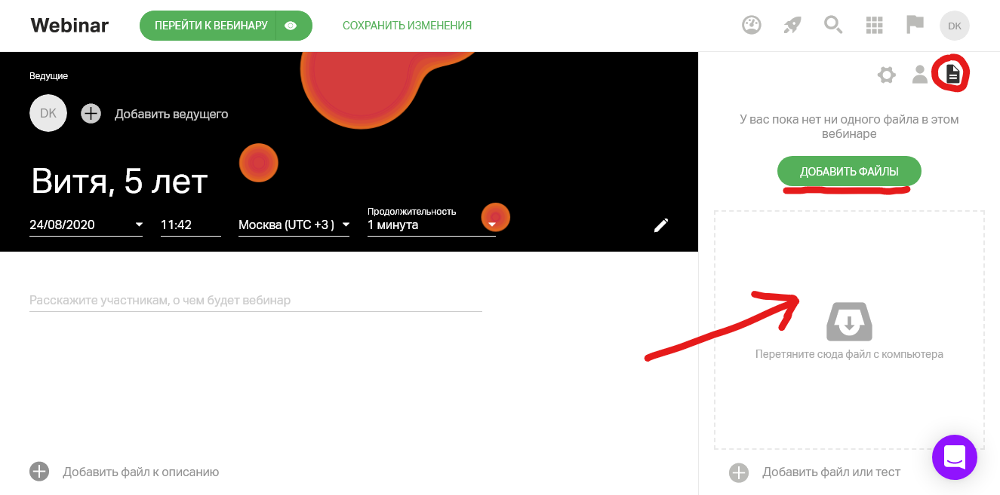 Webinar
ПЕРЕЙТИ К ВЕБИНАРУ
СОХРАНИТЬ ИЗМЕНЕНИЯ
DK
Ведущие
DK
Добавить ведущего
Витя, 5 лет
Продолжительность
24/08/2020
11:42
Москва (UTC +3 )
1 минута
Расскажите участникам, о чем будет вебинар
Добавить файл к описанию
У вас пока нет ни одного файла в этом
вебинаре
ДОБАВИТЬ ФАЙЛЫ
Перетяните сюда файл с компьютера
Добавить файл или тест